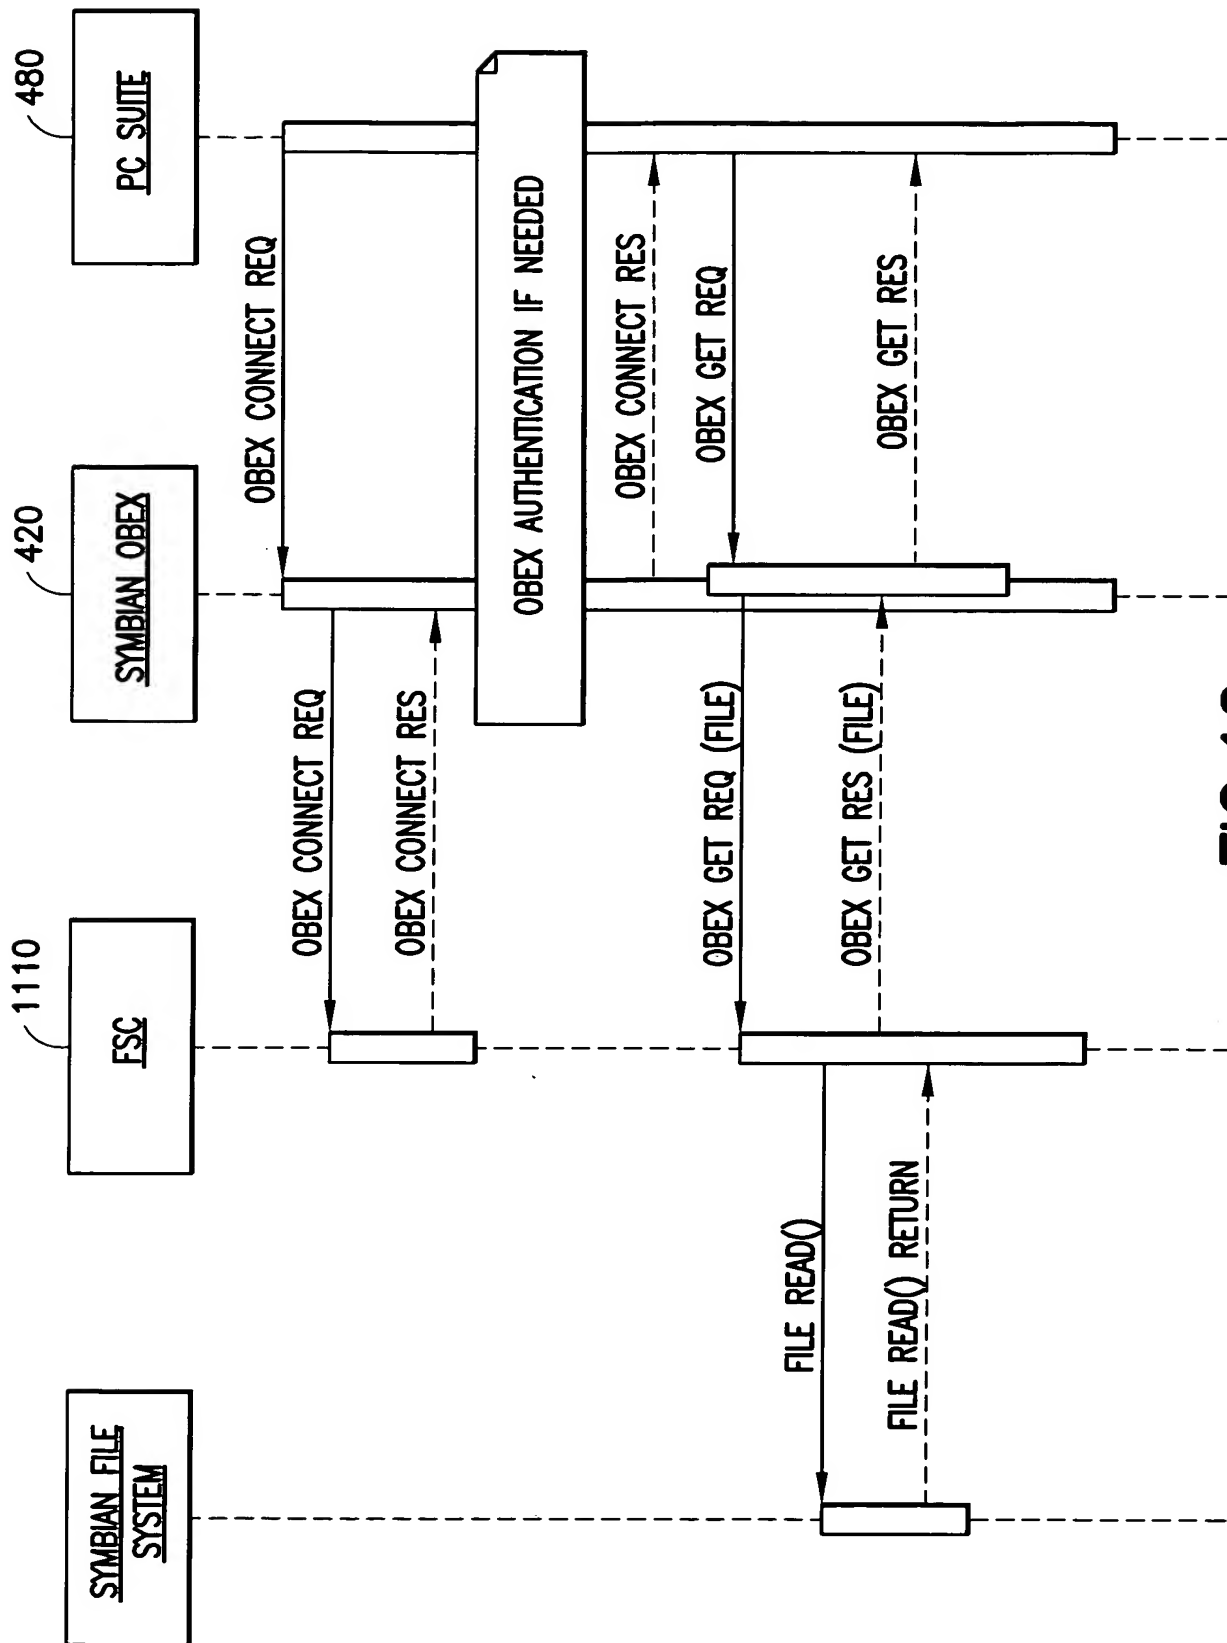 1110
420
480
SYMBIAN FILE
SYSTEM
FSC
SYMBIAN OBEX
PC SUITE
OBEX CONNECT REQ
OBEX CONNECT REQ
OBEX CONNECT RES
OBEX AUTHENTICATION IF NEEDED
OBEX CONNECT RES
OBEX GET REQ
OBEX GET REQ (FILE)
FILE READ()
OBEX GET RES (FILE)
OBEX GET RES
FILE READ() RETURN
FIG.